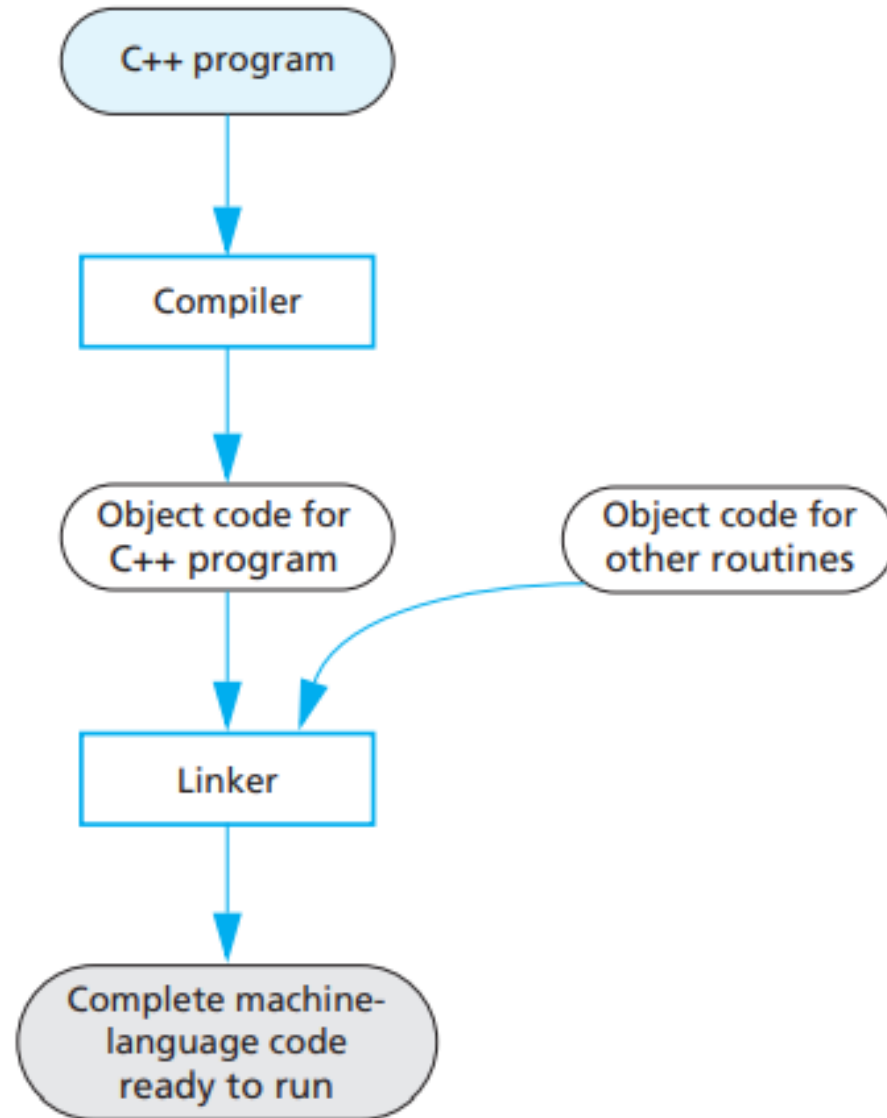 C++ program
Compiler
Object code for
C++ program
Object code for
other routines
Linker
Complete machine-
language code
ready to run